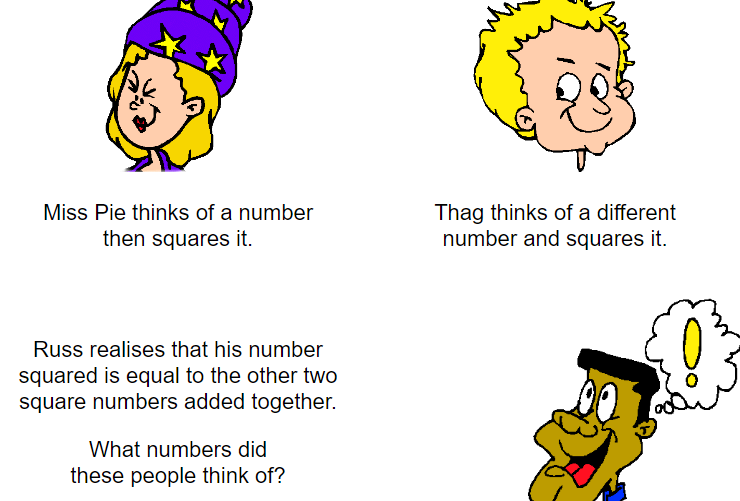 Miss Pie thinks of a number
then squares it.
Thag thinks of a different
number and squares it.
Russ realises that his number
squared is equal to the other two
square numbers added together.
What numbers did
these people think of?
!